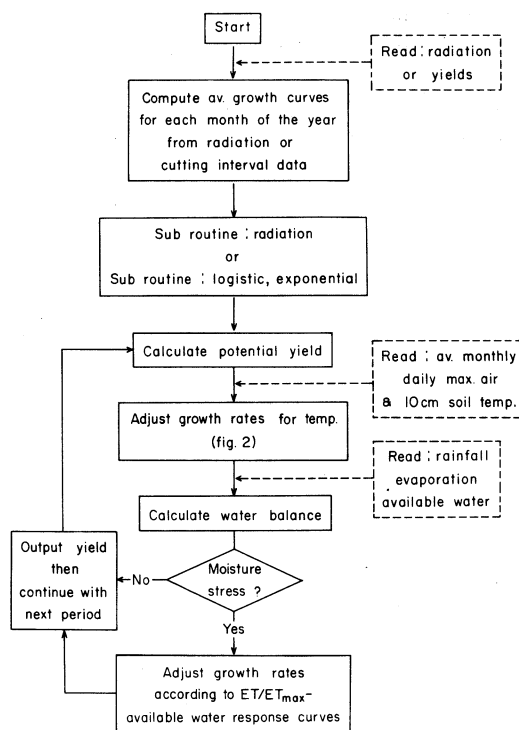 Start
Read : radiation
or yields
Compute av. growth curves
for each month of the year
from radiation or
cutting interval data
Sub routine : radiation
or
Sub routine : logistic, exponential
Calculate potential yield
Read : av. monthly
daily max. air
a 10cm soil temp.
Adjust growth rates for temp.
(fig. 2)
Read : rainfall
evaporation
available water
Calculate water balance
Output yield
then
continue with
next period
No
Moisture
stress ?
Yes
Adjust growth rates
according to ET/ETmax-
available water response curves